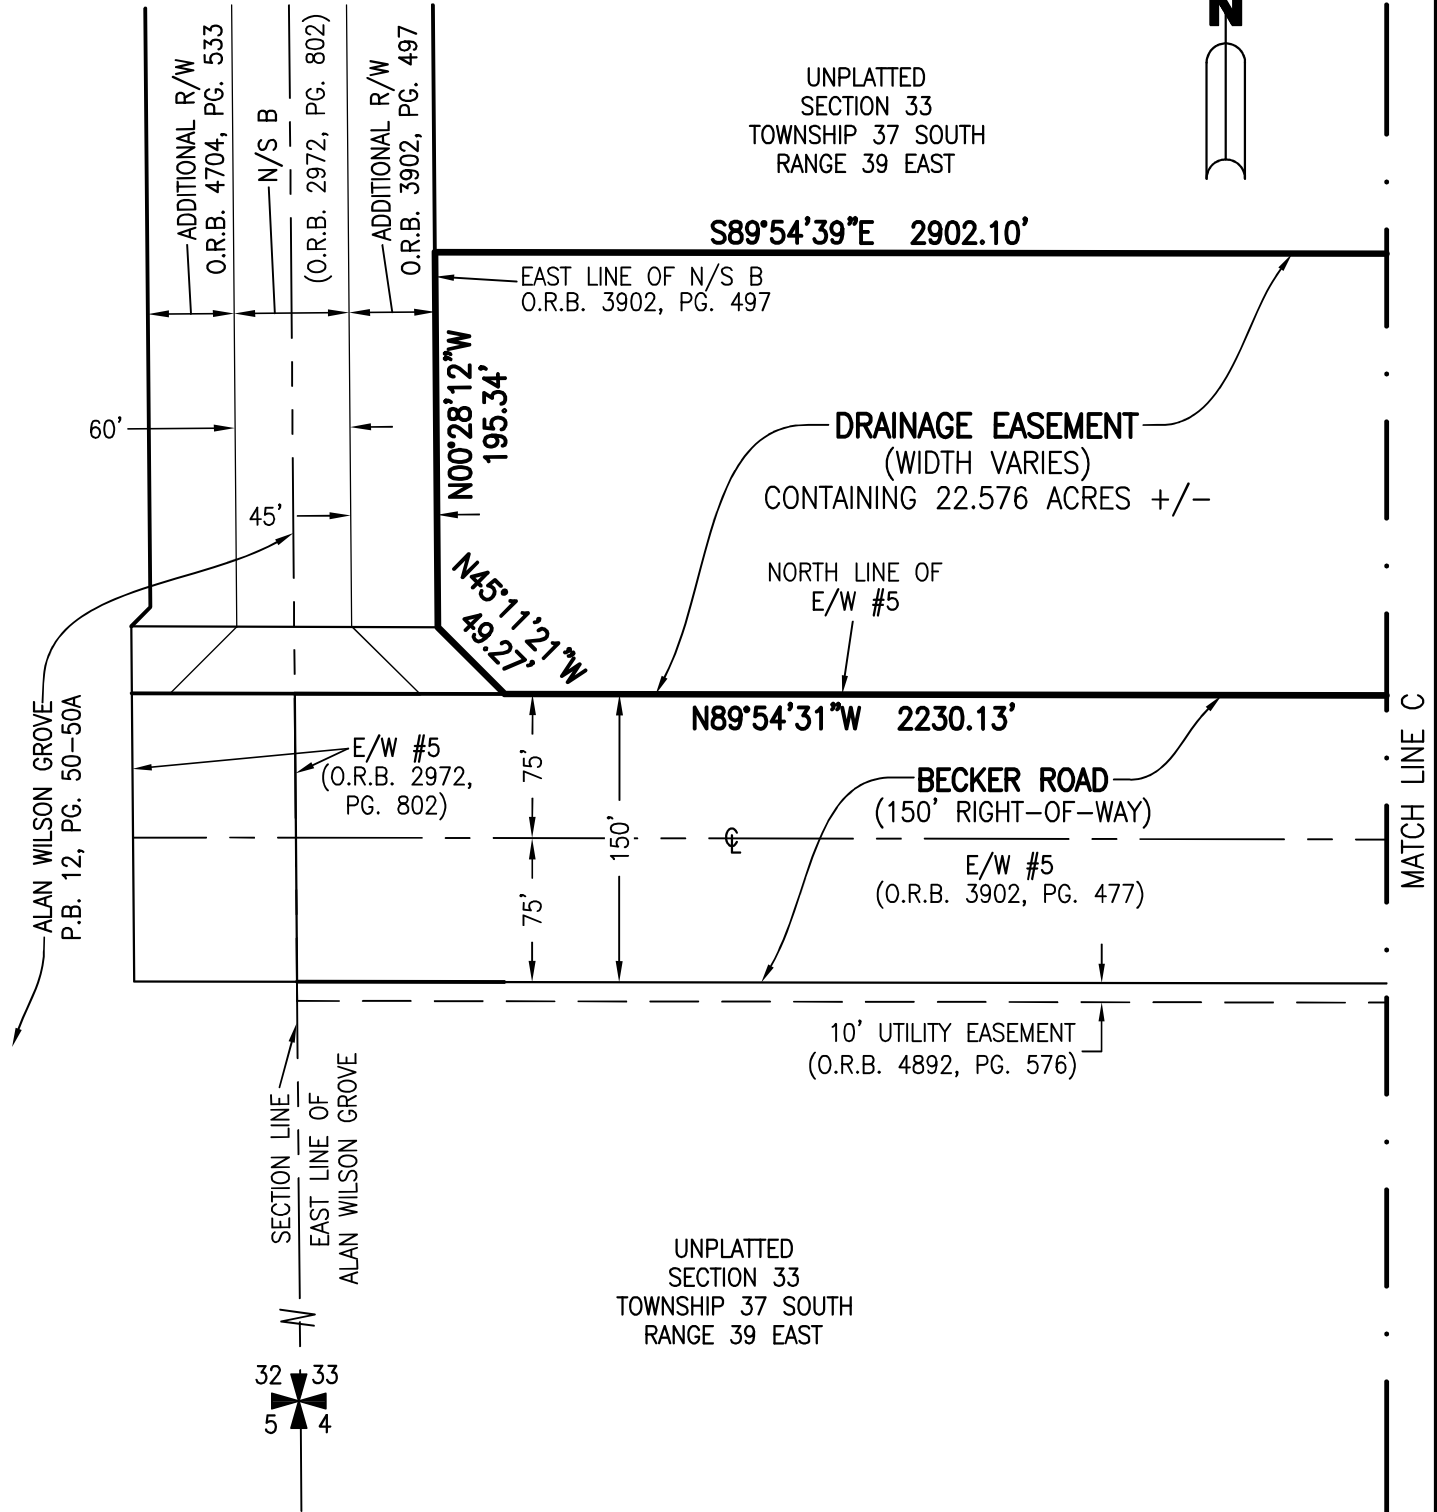 N
ADDITIONAL R/W
O.R.B. 4704, PG. 533
N/S B
(O.R.B. 2972, PG. 802)
ADDITIONAL R/W
O.R.B. 3902, PG. 497
UNPLATTED
SECTION 33
TOWNSHIP 37 SOUTH
RANGE 39 EAST
S89°54'39"E 2902.10'
EAST LINE OF N/S B
O.R.B. 3902, PG. 497
N00°28'12"W
195.34'
60'
45'
DRAINAGE EASEMENT
(WIDTH VARIES)
CONTAINING 22.576 ACRES +/-
NORTH LINE OF
E/W #5
N45°11'21"W
49.27'
N89°54'31"W 2230.13'
ALAN WILSON GROVE
P.B. 12, PG. 50-50A
E/W #5
(O.R.B. 2972,
PG. 802)
75'
150'
75'
BECKER ROAD
(150' RIGHT-OF-WAY)
℄
E/W #5
(O.R.B. 3902, PG. 477)
MATCH LINE C
10' UTILITY EASEMENT
(O.R.B. 4892, PG. 576)
SECTION LINE
EAST LINE OF
ALAN WILSON GROVE
UNPLATTED
SECTION 33
TOWNSHIP 37 SOUTH
RANGE 39 EAST
32 33
5 4